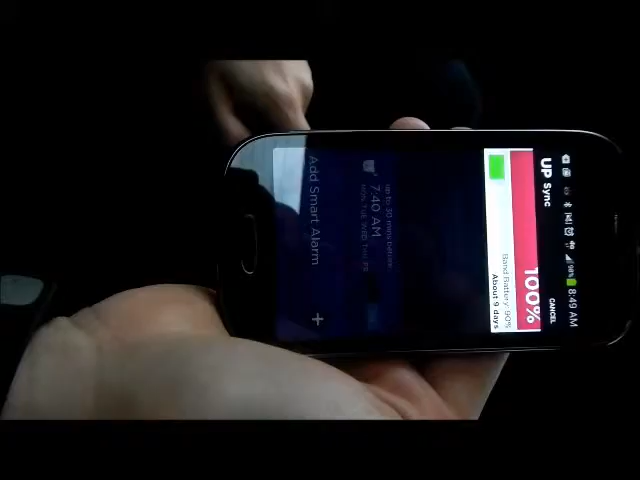 8:49 AM
UP Sync
CANCEL
100%
Band Battery: 90%
About 9 days
up to 30 mins before
7:40 AM
MON TUE WED THU FRI
Add Smart Alarm
+